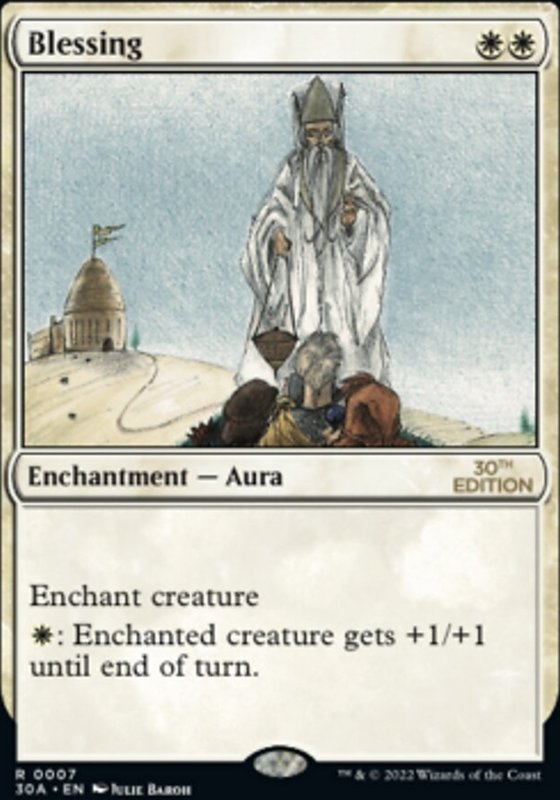 Blessing
Enchantment — Aura
30TH EDITION
Enchant creature
: Enchanted creature gets +1/+1
until end of turn.
R 0007
30A • EN Julie Baroh
™ & © 2022 Wizards of the Coast